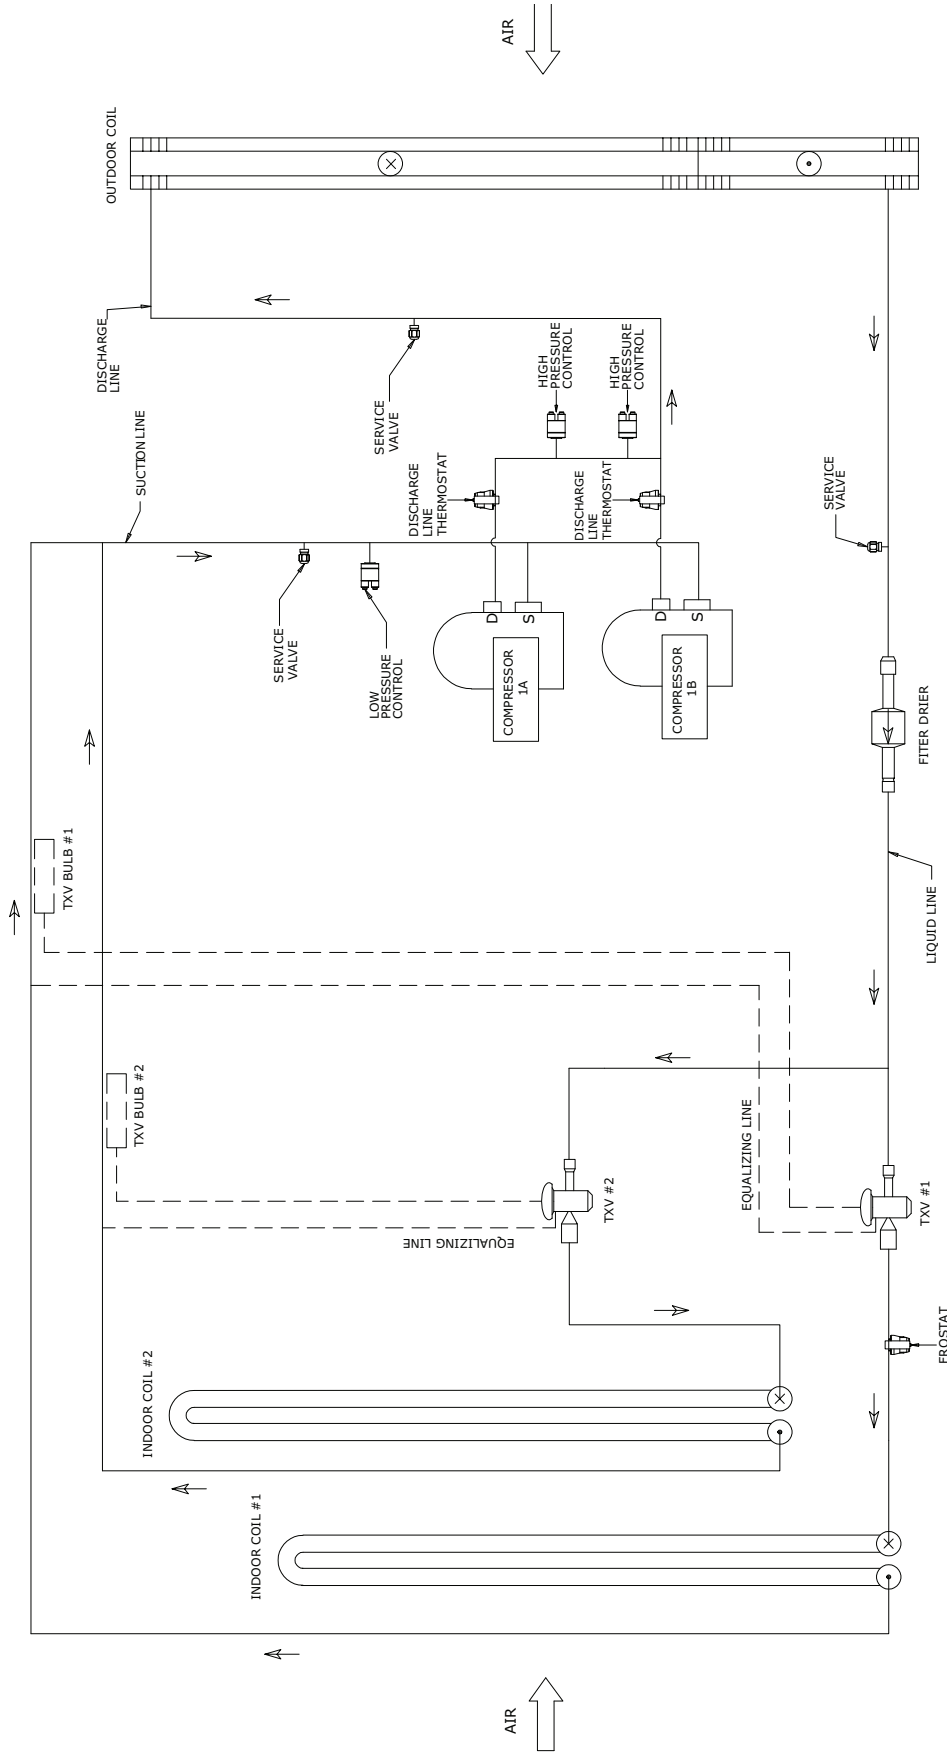 AIR
OUTDOOR COIL
DISCHARGE
LINE
SUCTION LINE
SERVICE
VALVE
HIGH
PRESSURE
CONTROL
HIGH
PRESSURE
CONTROL
DISCHARGE
LINE
THERMOSTAT
DISCHARGE
LINE
THERMOSTAT
SERVICE
VALVE
SERVICE
VALVE
LOW
PRESSURE
CONTROL
D
S
COMPRESSOR
1A
D
S
COMPRESSOR
1B
FITER DRIER
LIQUID LINE
TXV BULB #1
TXV BULB #2
EQUALIZING LINE
TXV #2
EQUALIZING LINE
TXV #1
FROSTAT
INDOOR COIL #2
INDOOR COIL #1
AIR